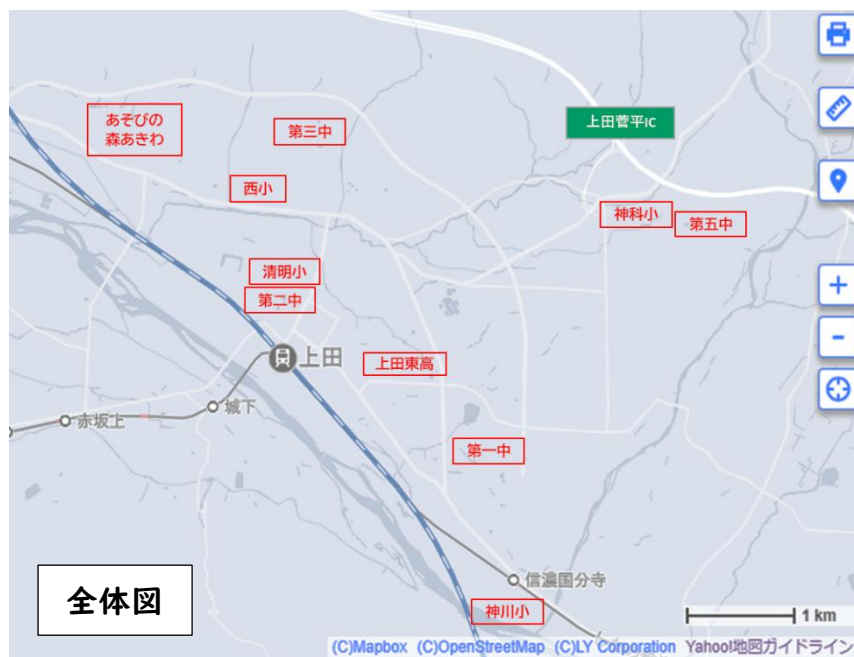 あそびの
森あきわ
第三中
上田菅平IC
西小
神科小
第五中
清明小
第二中
上田
上田東高
城下
赤坂上
第一中
信濃国分寺
全体図
神川小
1 km
(C)Mapbox (C)OpenStreetMap (C)LY Corporation Yahoo!地図ガイドライン